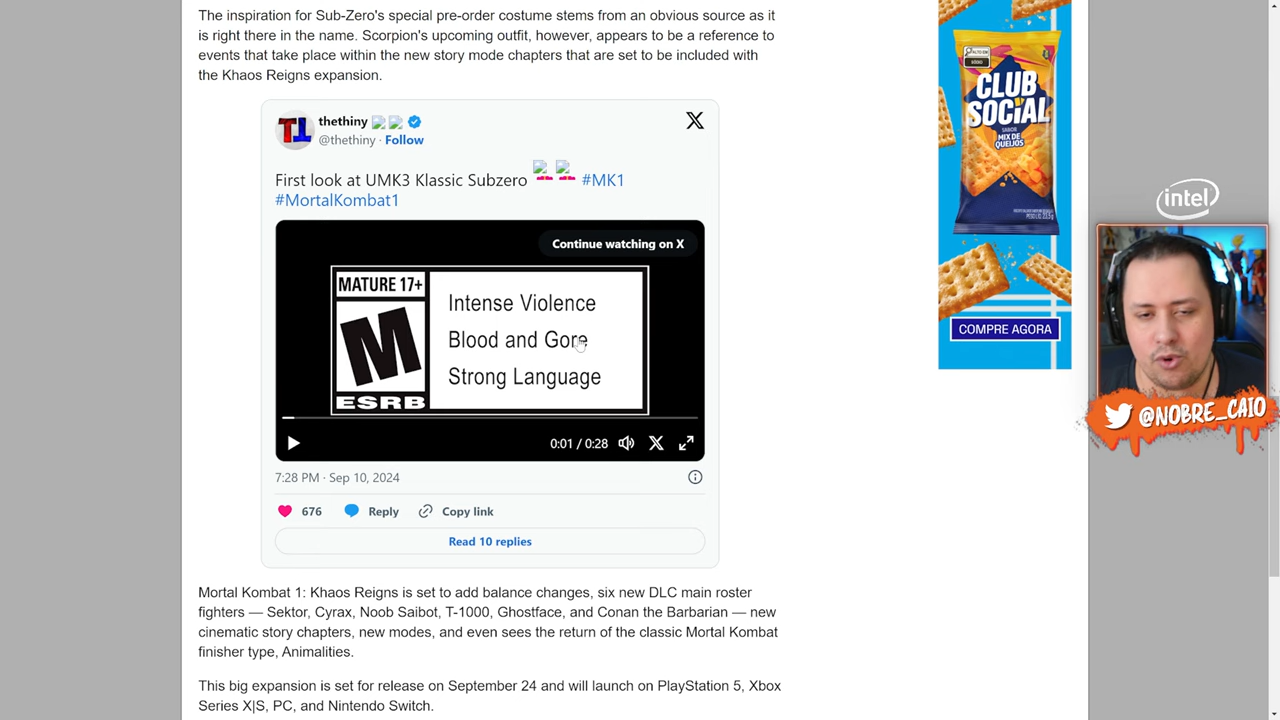 The inspiration for Sub-Zero's special pre-order costume stems from an obvious source as it
is right there in the name. Scorpion's upcoming outfit, however, appears to be a reference to
events that take place within the new story mode chapters that are set to be included with
the Khaos Reigns expansion.
thethiny
@thethiny · Follow
First look at UMK3 Klassic Subzero #MK1
#MortalKombat1
Continue watching on X
MATURE 17+
M
ESRB
Intense Violence
Blood and Gore
Strong Language
0:01 / 0:28
7:28 PM · Sep 10, 2024
676 Reply Copy link
Read 10 replies
Mortal Kombat 1: Khaos Reigns is set to add balance changes, six new DLC main roster
fighters — Sektor, Cyrax, Noob Saibot, T-1000, Ghostface, and Conan the Barbarian — new
cinematic story chapters, new modes, and even sees the return of the classic Mortal Kombat
finisher type, Animalities.
This big expansion is set for release on September 24 and will launch on PlayStation 5, Xbox
Series X|S, PC, and Nintendo Switch.
CLUB
SOCIAL
SABOR
MIX DE
QUEIJOS
COMPRE AGORA
intel
@NOBRE_CAIO